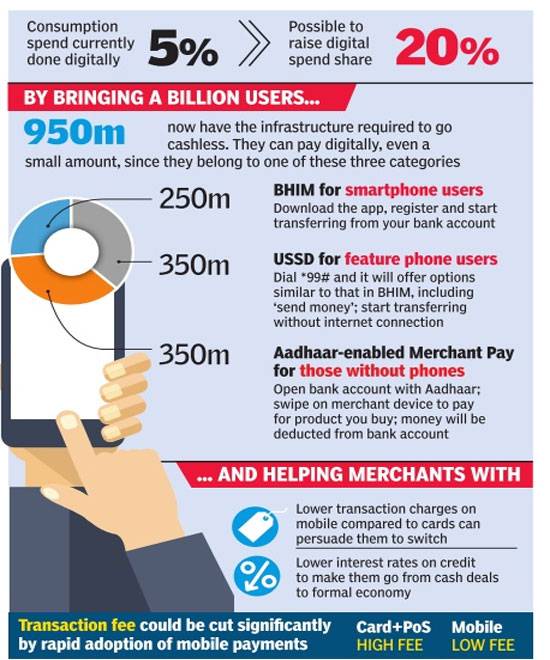 Consumption
spend currently
done digitally
5%
Possible to
raise digital
spend share
20%
BY BRINGING A BILLION USERS...
950m
now have the infrastructure required to go
cashless. They can pay digitally, even a
small amount, since they belong to one of these three categories
250m
BHIM for smartphone users
Download the app, register and start
transferring from your bank account
350m
USSD for feature phone users
Dial *99# and it will offer options
similar to that in BHIM, including
‘send money’; start transferring
without internet connection
350m
Aadhaar-enabled Merchant Pay
for those without phones
Open bank account with Aadhaar;
swipe on merchant device to pay
for product you buy; money will be
deducted from bank account
... AND HELPING MERCHANTS WITH
Lower transaction charges on
mobile compared to cards can
persuade them to switch
%
Lower interest rates on credit
to make them go from cash deals
to formal economy
Transaction fee could be cut significantly
by rapid adoption of mobile payments
Card+PoS
HIGH FEE
Mobile
LOW FEE